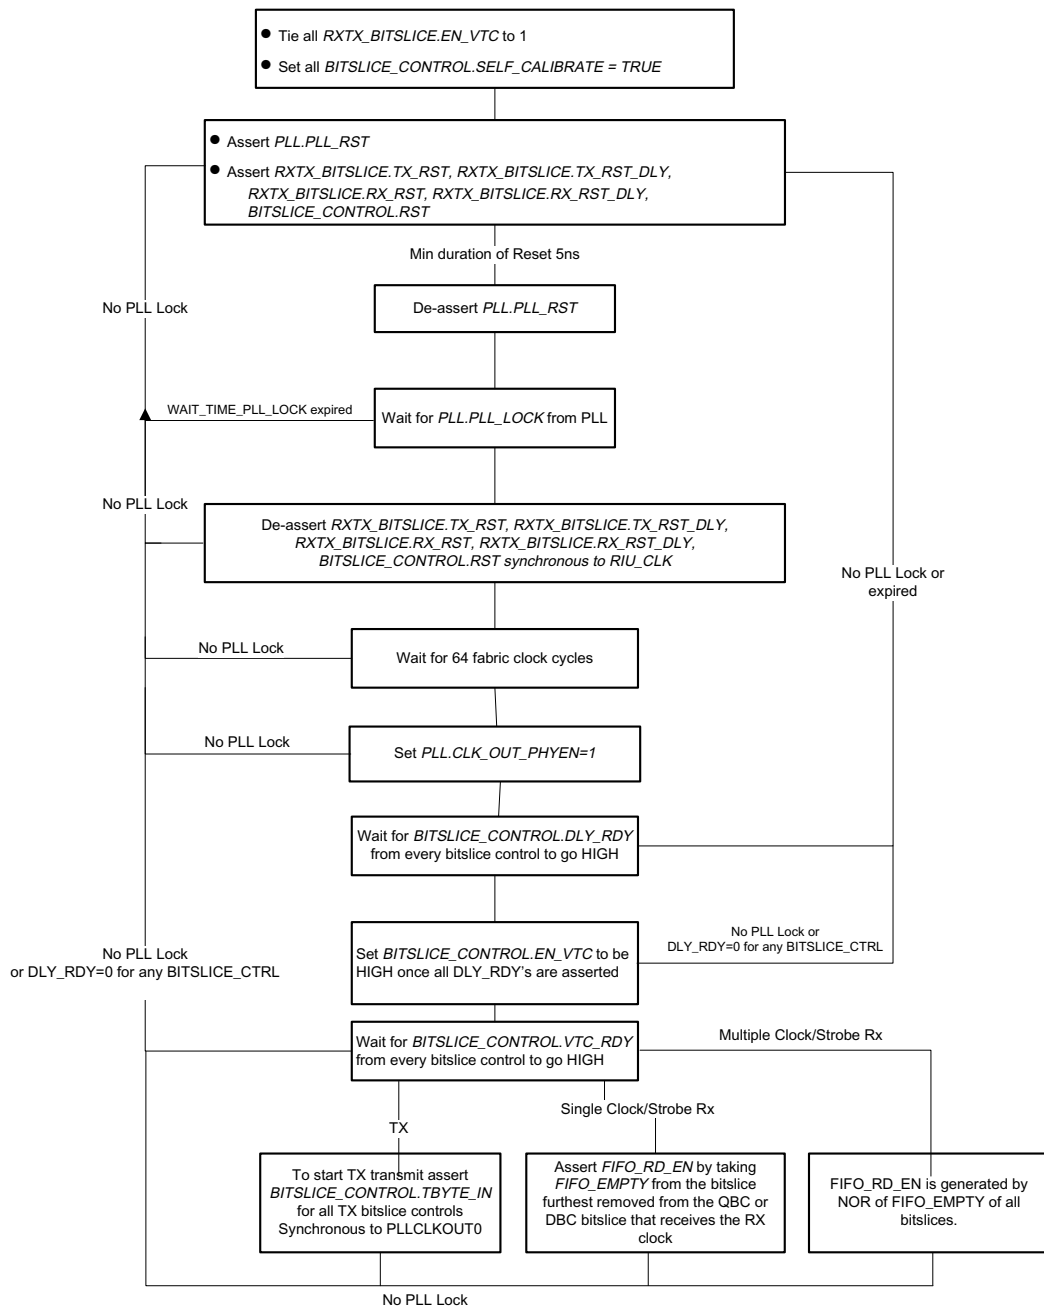 ● Tie all RXTX_BITSLICE.EN_VTC to 1
● Set all BITSLICE_CONTROL.SELF_CALIBRATE = TRUE
● Assert PLL.PLL_RST
● Assert RXTX_BITSLICE.TX_RST, RXTX_BITSLICE.TX_RST_DLY,
RXTX_BITSLICE.RX_RST, RXTX_BITSLICE.RX_RST_DLY,
BITSLICE_CONTROL.RST
Min duration of Reset 5ns
No PLL Lock
De-assert PLL.PLL_RST
WAIT_TIME_PLL_LOCK expired
Wait for PLL.PLL_LOCK from PLL
No PLL Lock
De-assert RXTX_BITSLICE.TX_RST, RXTX_BITSLICE.TX_RST_DLY,
RXTX_BITSLICE.RX_RST, RXTX_BITSLICE.RX_RST_DLY,
BITSLICE_CONTROL.RST synchronous to RIU_CLK
No PLL Lock or
expired
No PLL Lock
Wait for 64 fabric clock cycles
No PLL Lock
Set PLL.CLK_OUT_PHYEN=1
Wait for BITSLICE_CONTROL.DLY_RDY
from every bitslice control to go HIGH
No PLL Lock or
DLY_RDY=0 for any BITSLICE_CTRL
No PLL Lock
or DLY_RDY=0 for any BITSLICE_CTRL
Set BITSLICE_CONTROL.EN_VTC to be
HIGH once all DLY_RDY's are asserted
Wait for BITSLICE_CONTROL.VTC_RDY
from every bitslice control to go HIGH
Multiple Clock/Strobe Rx
Single Clock/Strobe Rx
TX
To start TX transmit assert
BITSLICE_CONTROL.TBYTE_IN
for all TX bitslice controls
Synchronous to PLLCLKOUT0
Assert FIFO_RD_EN by taking
FIFO_EMPTY from the bitslice
furthest removed from the QBC or
DBC bitslice that receives the RX
clock
FIFO_RD_EN is generated by
NOR of FIFO_EMPTY of all
bitslices.
No PLL Lock